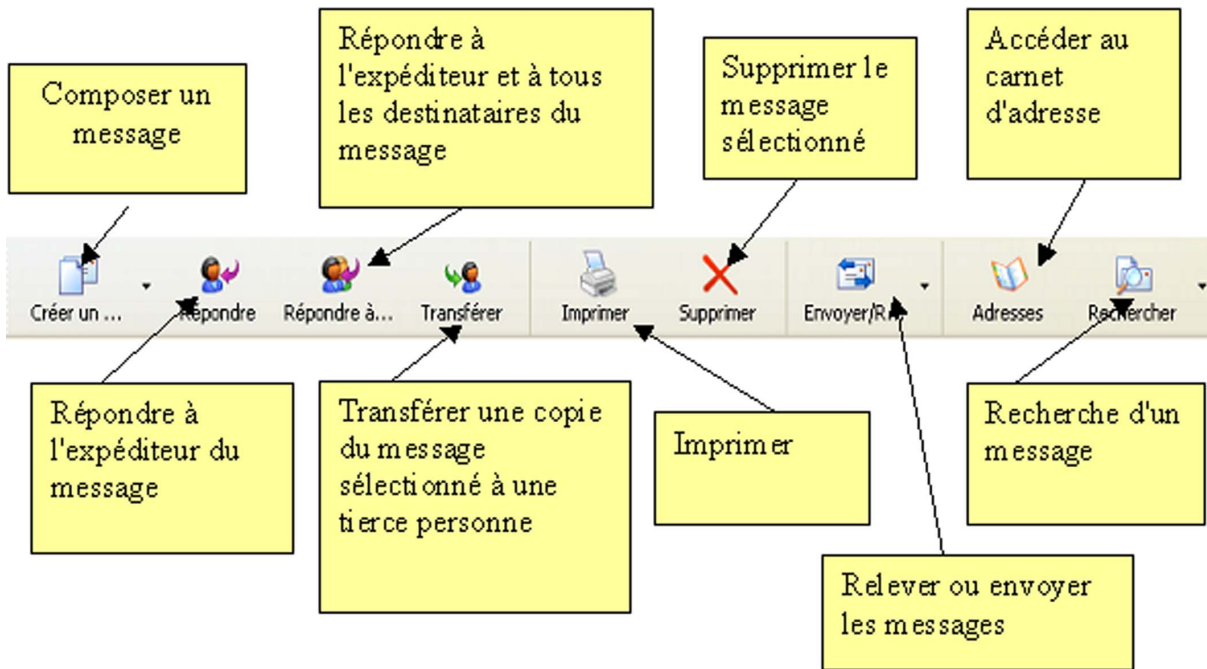 Composer un
message
Répondre à
l'expéditeur et à tous
les destinataires du
message
Supprimer le
message
sélectionné
Accéder au
carnet
d'adresse
Créer un ...
Répondre
Répondre à...
Transférer
Imprimer
Supprimer
Envoyer/R...
Adresses
Rechercher
Répondre à
l'expéditeur du
message
Transférer une copie
du message
sélectionné à une
tierce personne
Imprimer
Recherche d'un
message
Relever ou envoyer
les messages